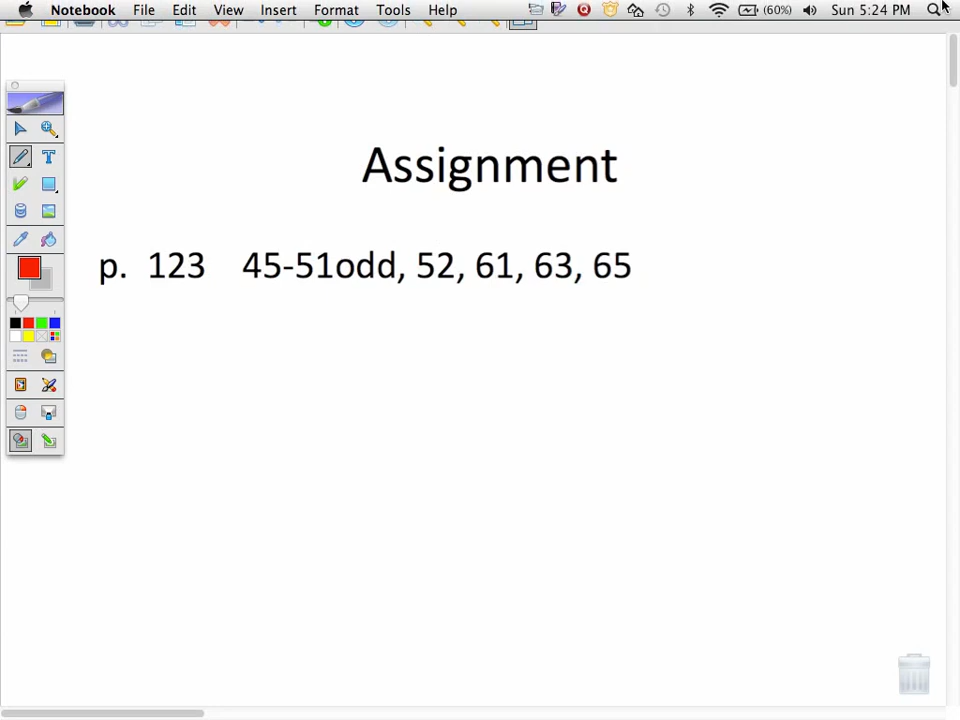 Notebook File Edit View Insert Format Tools Help (60%) Sun 5:24 PM
Assignment
p. 123 45-51odd, 52, 61, 63, 65